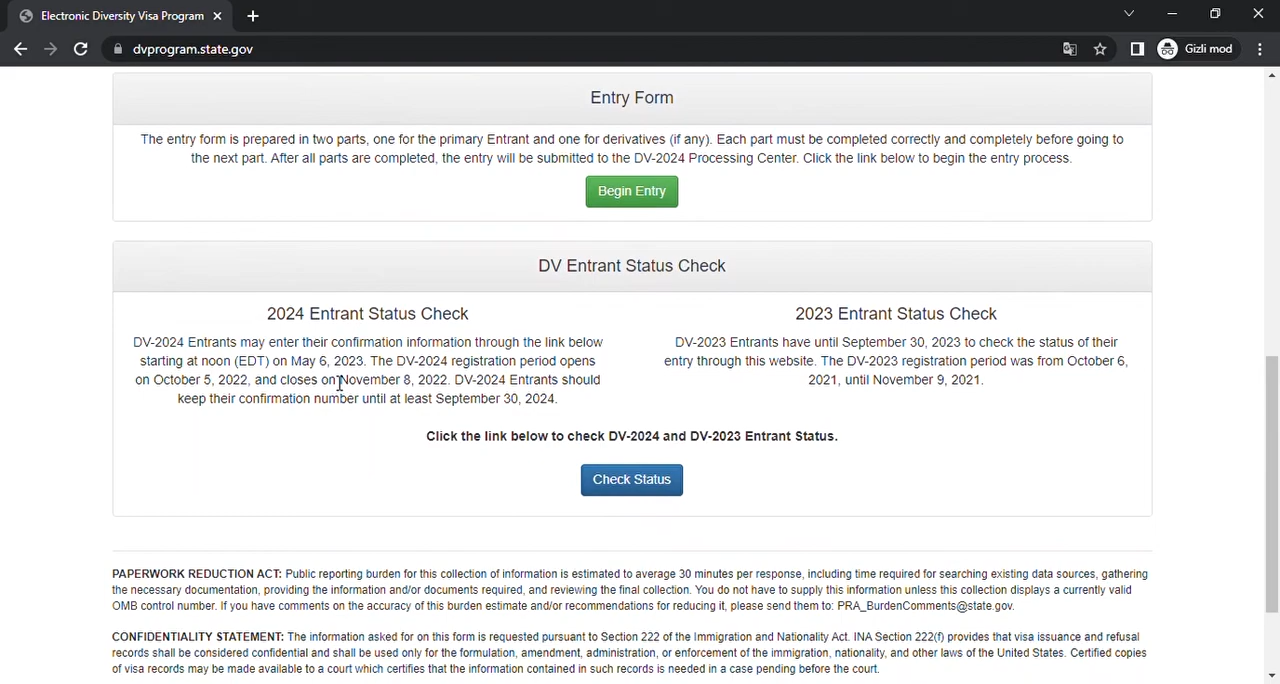 Electronic Diversity Visa Program
dvprogram.state.gov
Gizli mod
Entry Form
The entry form is prepared in two parts, one for the primary Entrant and one for derivatives (if any). Each part must be completed correctly and completely before going to
the next part. After all parts are completed, the entry will be submitted to the DV-2024 Processing Center. Click the link below to begin the entry process.
Begin Entry
DV Entrant Status Check
2024 Entrant Status Check
DV-2024 Entrants may enter their confirmation information through the link below
starting at noon (EDT) on May 6, 2023. The DV-2024 registration period opens
on October 5, 2022, and closes on November 8, 2022. DV-2024 Entrants should
keep their confirmation number until at least September 30, 2024.
2023 Entrant Status Check
DV-2023 Entrants have until September 30, 2023 to check the status of their
entry through this website. The DV-2023 registration period was from October 6,
2021, until November 9, 2021.
Click the link below to check DV-2024 and DV-2023 Entrant Status.
Check Status
PAPERWORK REDUCTION ACT: Public reporting burden for this collection of information is estimated to average 30 minutes per response, including time required for searching existing data sources, gathering
the necessary documentation, providing the information and/or documents required, and reviewing the final collection. You do not have to supply this information unless this collection displays a currently valid
OMB control number. If you have comments on the accuracy of this burden estimate and/or recommendations for reducing it, please send them to: PRA_BurdenComments@state.gov.
CONFIDENTIALITY STATEMENT: The information asked for on this form is requested pursuant to Section 222 of the Immigration and Nationality Act. INA Section 222(f) provides that visa issuance and refusal
records shall be considered confidential and shall be used only for the formulation, amendment, administration, or enforcement of the immigration, nationality, and other laws of the United States. Certified copies
of visa records may be made available to a court which certifies that the information contained in such records is needed in a case pending before the court.